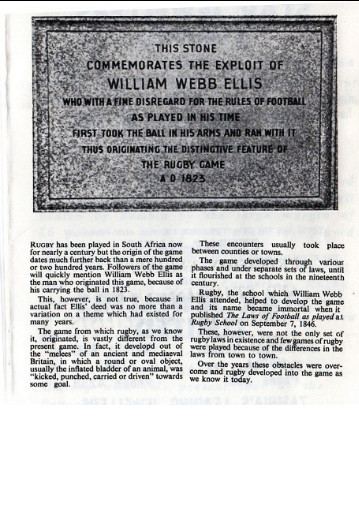 THIS STONE
COMMEMORATES THE EXPLOIT OF
WILLIAM WEBB ELLIS
WHO WITH A FINE DISREGARD FOR THE RULES OF FOOTBALL
AS PLAYED IN HIS TIME
FIRST TOOK THE BALL IN HIS ARMS AND RAN WITH IT
THUS ORIGINATING THE DISTINCTIVE FEATURE OF
THE RUGBY GAME
A D 1823
RUGBY has been played in South Africa now
for nearly a century but the origin of the game
dates much further back than a mere hundred
or two hundred years. Followers of the game
will quickly mention William Webb Ellis as
the man who originated this game, because of
his carrying the ball in 1823.
This, however, is not true, because in
actual fact Ellis' deed was no more than a
variation on a theme which had existed for
many years.
The game from which rugby, as we know
it, originated, is vastly different from the
present game. In fact, it developd out of
the "melees" of an ancient and mediaeval
Britain, in which a round or oval object,
usually the inflated bladder of an animal, was
"kicked, punched, carried or driven" towards
some goal.
These encounters usually took place
between counties or towns.
The game developed through various
phases and under separate sets of laws, until
it flourished at the schools in the nineteenth
century.
Rugby, the school which William Webb
Ellis attended, helped to develop the game
and its name became immortal when it
published The Laws of Football as played at
Rugby School on September 7, 1846.
These, however, were not the only set of
rugby laws in existence and few games of rugby
were played because of the differences in the
laws from town to town.
Over the years these obstacles were over-
come and rugby developed into the game as
we know it today.